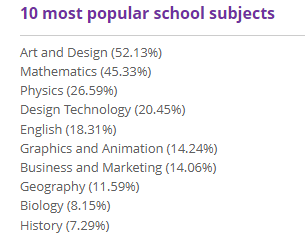 10 most popular school subjects
Art and Design (52.13%)
Mathematics (45.33%)
Physics (26.59%)
Design Technology (20.45%)
English (18.31%)
Graphics and Animation (14.24%)
Business and Marketing (14.06%)
Geography (11.59%)
Biology (8.15%)
History (7.29%)